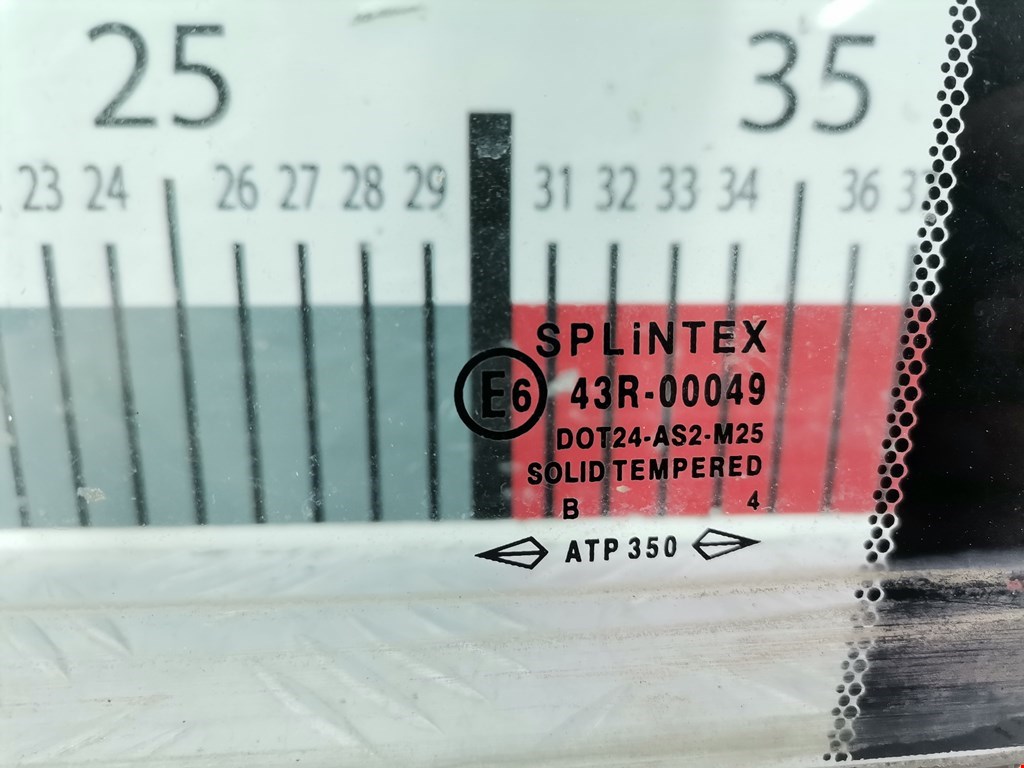 25 35
23 24 26 27 28 29 31 32 33 34 36
SPLiNTEX
E6 43R-00049
DOT24-AS2-M25
SOLID TEMPERED
B 4
ATP 350